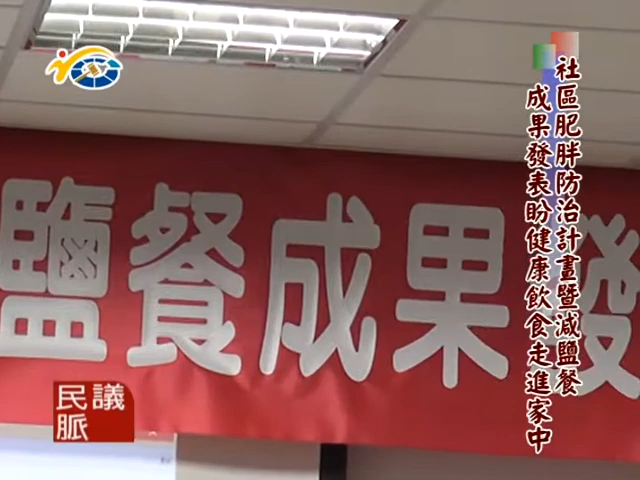 社區肥胖防治計畫暨減鹽餐
成果發表盼健康飲食走進家中
鹽餐成果發
議
民
脈